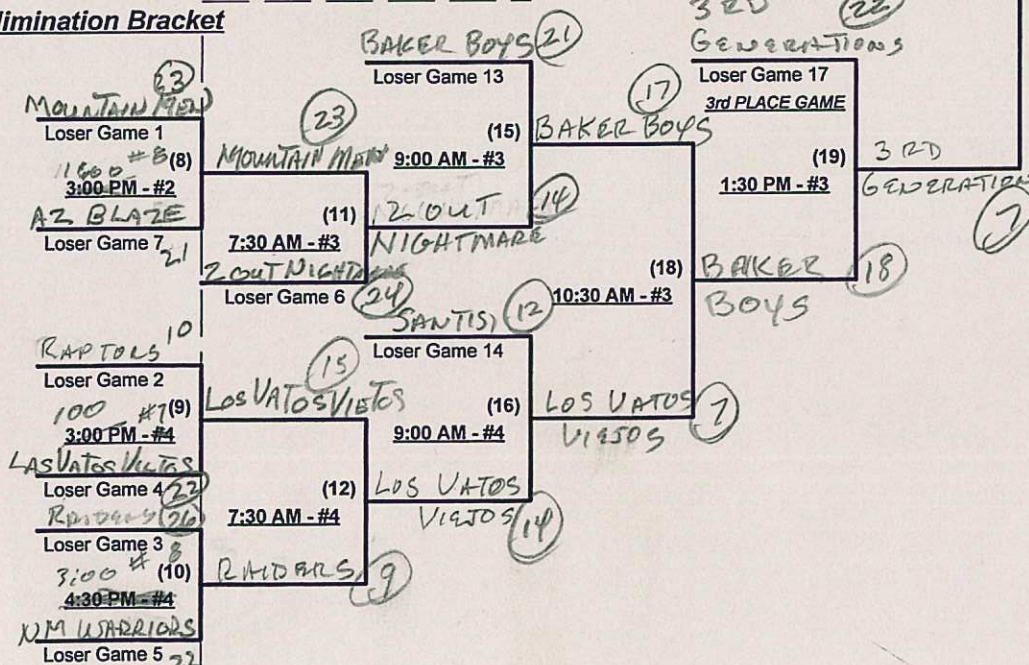 limination Bracket
23
MOUNTAIN MEN
Loser Game 1
#8 (8)
3:00 PM - #2
AZ BLAZE
Loser Game 7
21
23
MOUNTAIN MEN
(11)
7:30 AM - #3
Z OUT NIGHTMARE
Loser Game 6
24
BAKER BOYS 21
Loser Game 13
(15)
9:00 AM - #3
Z OUT
NIGHTMARE
14
17
BAKER BOYS
(18)
10:30 AM - #3
3RD
GENERATIONS
22
Loser Game 17
3rd PLACE GAME
(19)
1:30 PM - #3
3RD
GENERATION
7
BAKER
BOYS
18
RAPTORS 10
Loser Game 2
100 #7 (9)
3:00 PM - #4
LAS VATOS VIETOS
Loser Game 4 22
RAIDERS 26
Loser Game 3
3:00 #8 (10)
4:30 PM - #4
NM WARRIORS
Loser Game 5 22
15
LOS VATOS VIETOS
(12)
7:30 AM - #4
RAIDERS 9
SANTISI 12
Loser Game 14
(16)
9:00 AM - #4
LOS VATOS
VIEJOS
14
LOS VATOS
VIEJOS
7